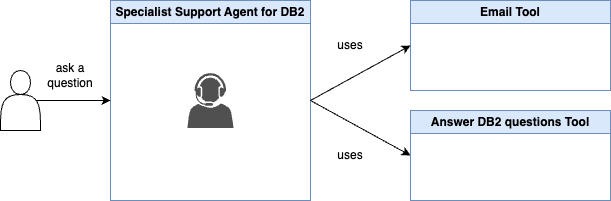 Specialist Support Agent for DB2
Email Tool
uses
ask a
question
Answer DB2 questions Tool
uses